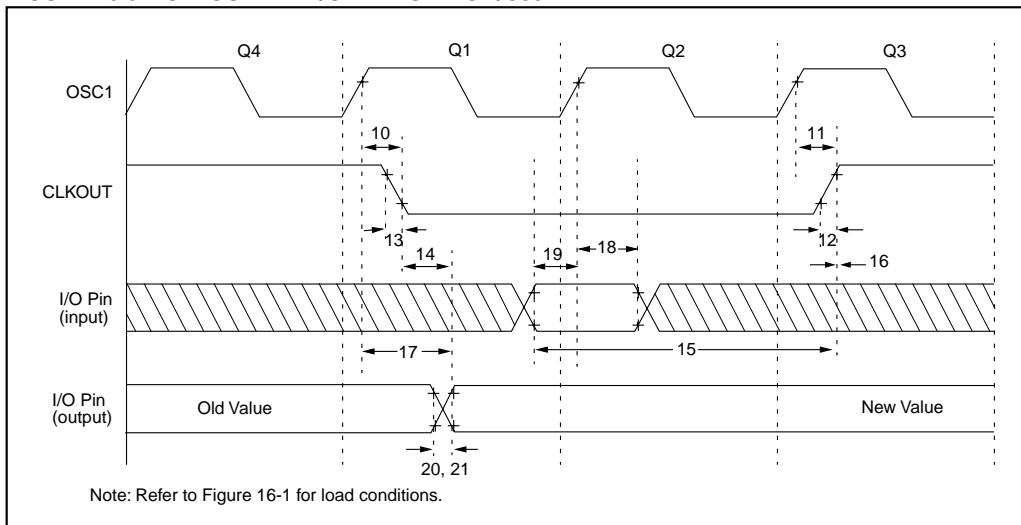 Q4 Q1 Q2 Q3
OSC1
10 11
CLKOUT
13 12
14 19 18 16
I/O Pin
(input)
17 15
I/O Pin
(output)
Old Value New Value
20, 21
Note: Refer to Figure 16-1 for load conditions.